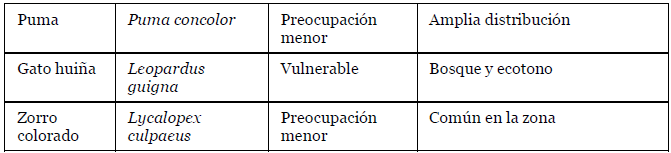 Puma Puma concolor Preocupación menor Amplia distribución
Gato huiña Leopardus guigna Vulnerable Bosque y ecotono
Zorro colorado Lycalopex culpaeus Preocupación menor Común en la zona